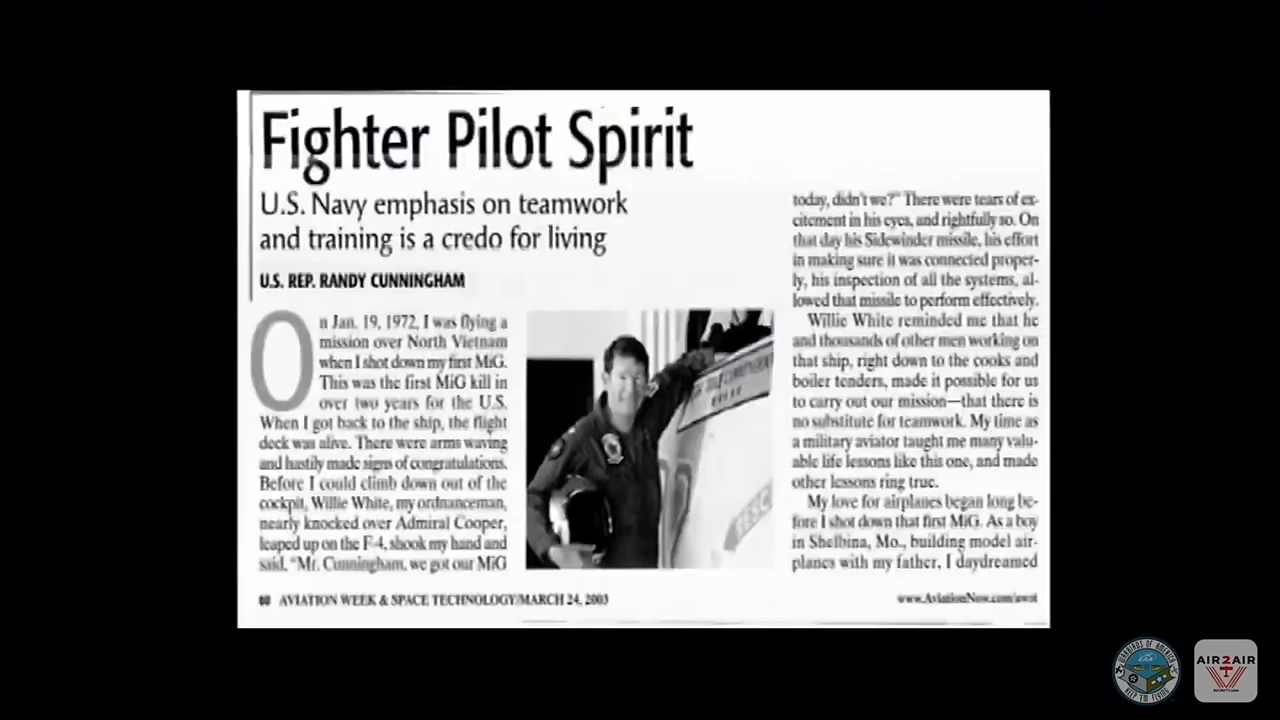 Fighter Pilot Spirit
U.S. Navy emphasis on teamwork
and training is a credo for living
U.S. REP. RANDY CUNNINGHAM
On Jan. 19, 1972, I was flying a
mission over North Vietnam
when I shot down my first MiG.
This was the first MiG kill in
over two years for the U.S.
When I got back to the ship, the flight
deck was alive. There were arms waving
and hastily made signs of congratulations.
Before I could climb down out of the
cockpit, Willie White, my ordnanceman,
nearly knocked over Admiral Cooper,
leaped up on the F-4, shook my hand and
said, "Mr. Cunningham, we got our MiG
today, didn't we?" There were tears of ex-
citement in his eyes, and rightfully so. On
that day his Sidewinder missile, his effort
in making sure it was connected proper-
ly, his inspection of all the systems, al-
lowed that missile to perform effectively.
Willie White reminded me that he
and thousands of other men working on
that ship, right down to the cooks and
boiler tenders, made it possible for us
to carry out our mission—that there is
no substitute for teamwork. My time as
a military aviator taught me many valu-
able life lessons like this one, and made
other lessons ring true.
My love for airplanes began long be-
fore I shot down that first MiG. As a boy
in Shelbina, Mo., building model air-
planes with my father, I daydreamed
AVIATION WEEK & SPACE TECHNOLOGY/MARCH 24, 2003
www.AviationNow.com/awst
RESC
WARBIRDS OF AMERICA
EAA
KEEP 'EM FLYING
AIR2AIR